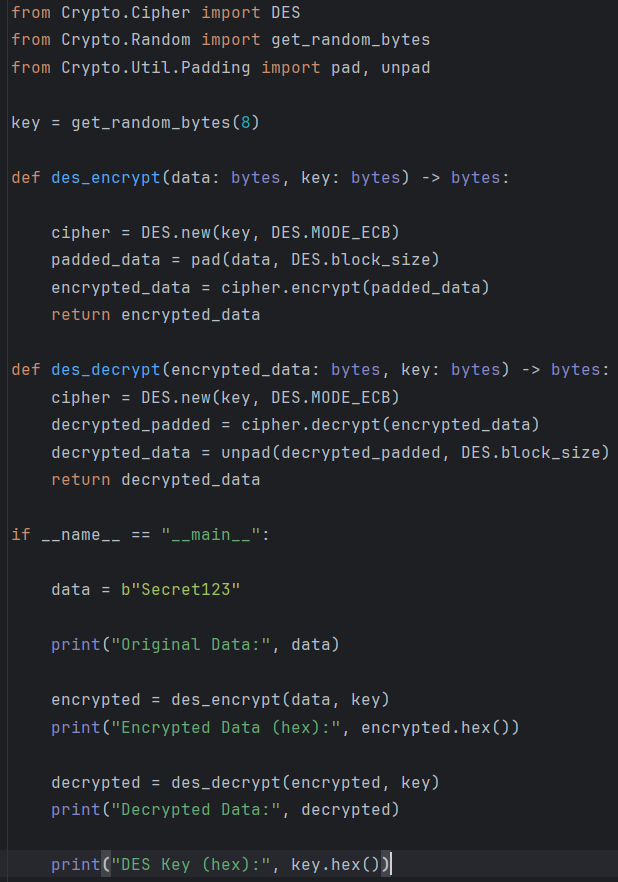 from Crypto.Cipher import DES
from Crypto.Random import get_random_bytes
from Crypto.Util.Padding import pad, unpad
key = get_random_bytes(8)
def des_encrypt(data: bytes, key: bytes) -> bytes:
    cipher = DES.new(key, DES.MODE_ECB)
    padded_data = pad(data, DES.block_size)
    encrypted_data = cipher.encrypt(padded_data)
    return encrypted_data
def des_decrypt(encrypted_data: bytes, key: bytes) -> bytes:
    cipher = DES.new(key, DES.MODE_ECB)
    decrypted_padded = cipher.decrypt(encrypted_data)
    decrypted_data = unpad(decrypted_padded, DES.block_size)
    return decrypted_data
if __name__ == "__main__":
    data = b"Secret123"
    print("Original Data:", data)
    encrypted = des_encrypt(data, key)
    print("Encrypted Data (hex):", encrypted.hex())
    decrypted = des_decrypt(encrypted, key)
    print("Decrypted Data:", decrypted)
    print("DES Key (hex):", key.hex())